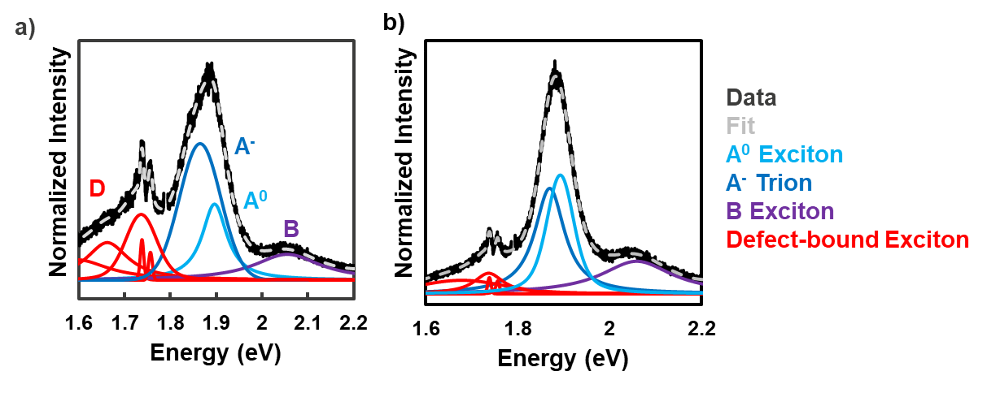 a)
Normalized Intensity
D
A-
A0
B
1.6 1.7 1.8 1.9 2 2.1 2.2
Energy (eV)
b)
Normalized Intensity
1.6 1.8 2 2.2
Energy (eV)
Data
Fit
A0 Exciton
A- Trion
B Exciton
Defect-bound Exciton